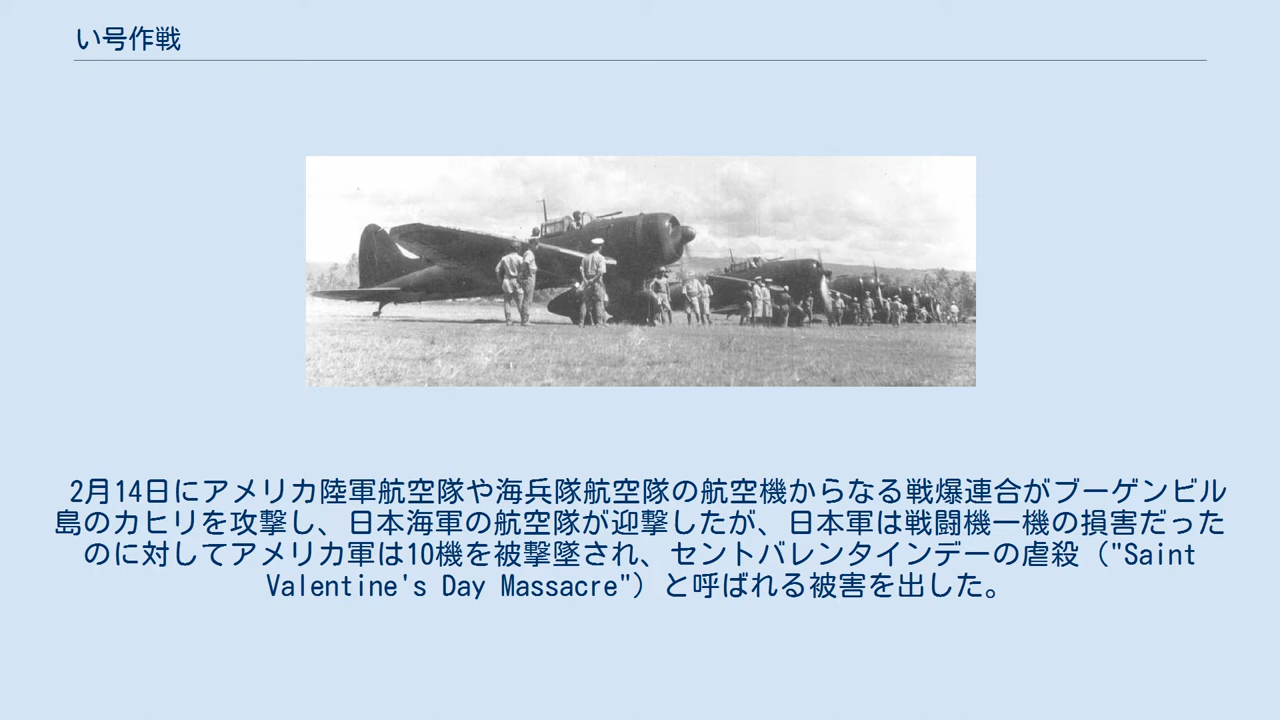 い号作戦
2月14日にアメリカ陸軍航空隊や海兵隊航空隊の航空機からなる戦爆連合がブーゲンビル
島のカヒリを攻撃し、日本海軍の航空隊が迎撃したが、日本軍は戦闘機一機の損害だった
のに対してアメリカ軍は10機を被撃墜され、セントバレンタインデーの虐殺（"Saint
Valentine's Day Massacre"）と呼ばれる被害を出した。